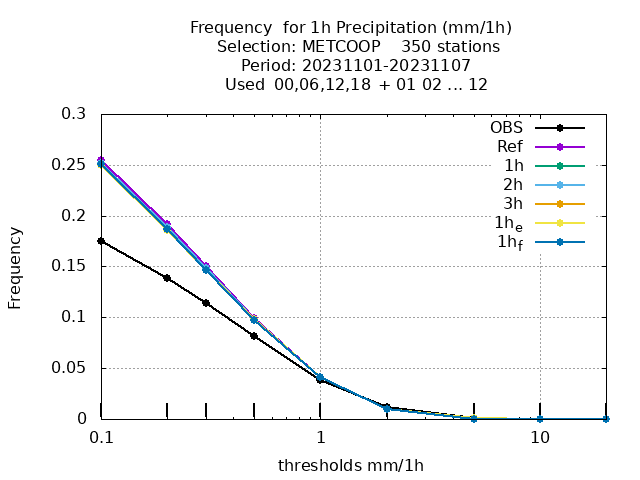 Frequency for 1h Precipitation (mm/1h)
Selection: METCOOP 350 stations
Period: 20231101-20231107
Used 00,06,12,18 + 01 02 ... 12
Frequency
0.3
0.25
0.2
0.15
0.1
0.05
0
OBS
Ref
1h
2h
3h
1he
1hf
0.1 1 10
thresholds mm/1h